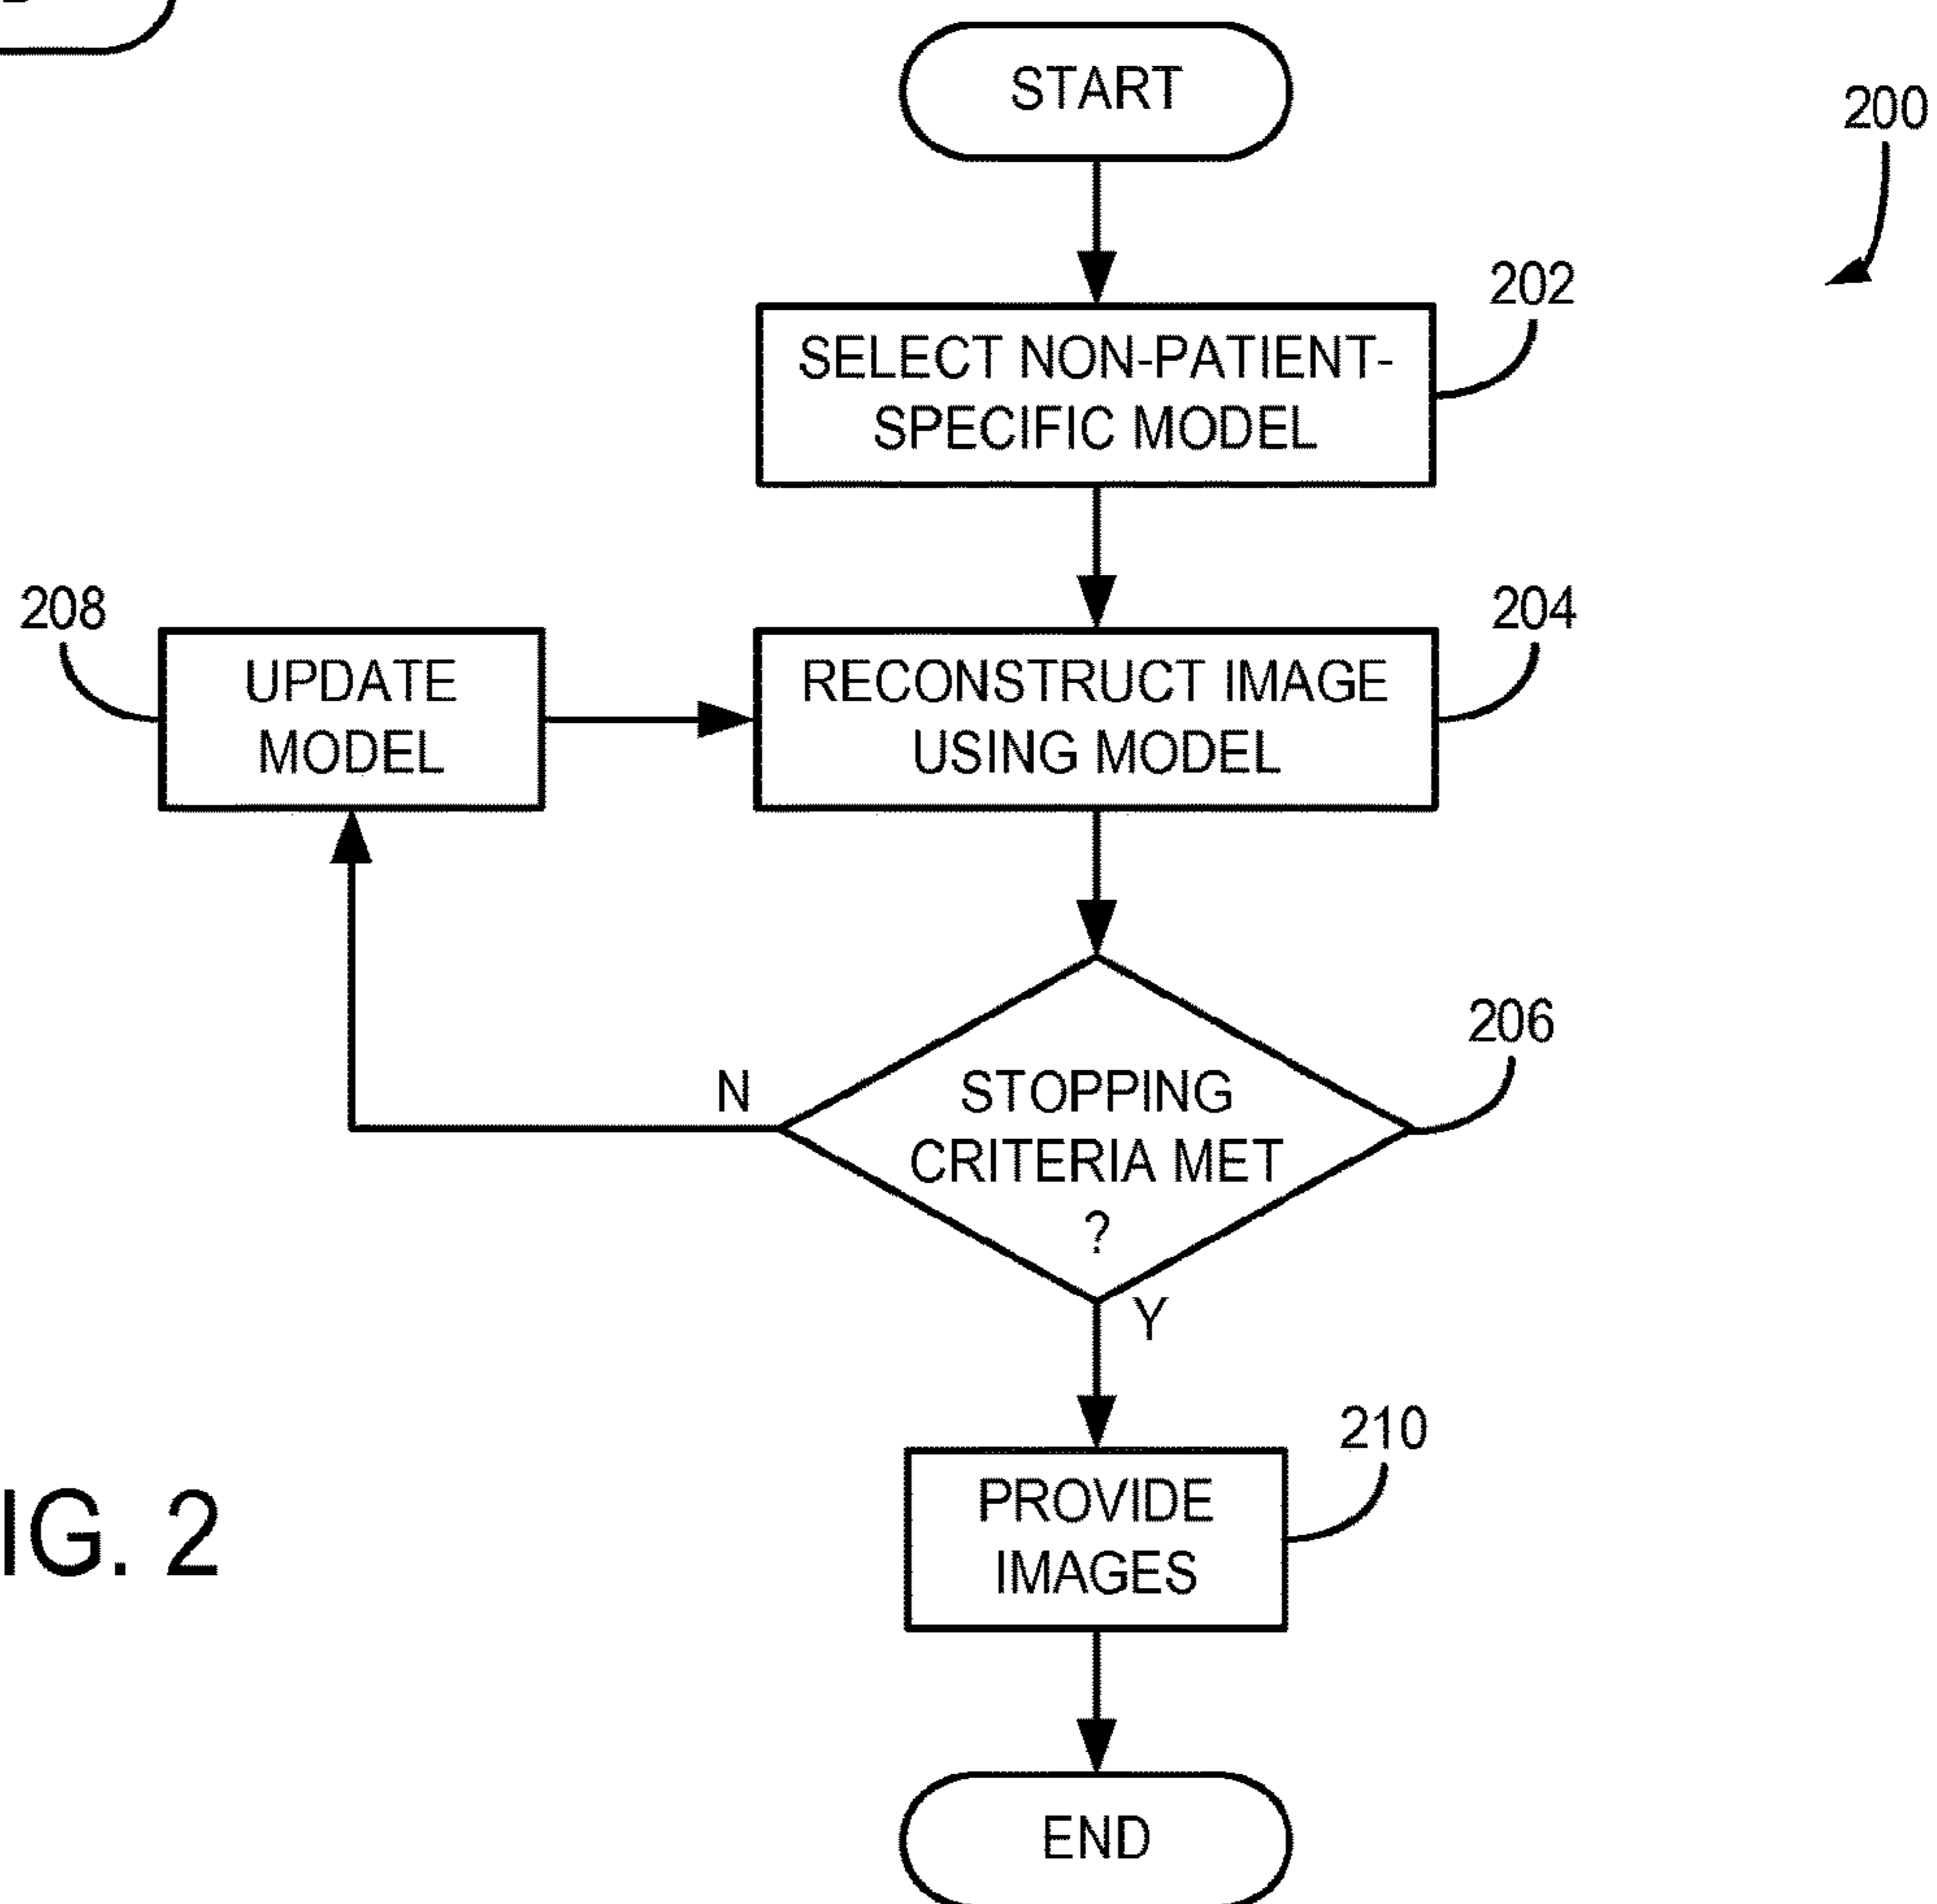 START
200
202
SELECT NON-PATIENT-
SPECIFIC MODEL
208
204
UPDATE
MODEL
RECONSTRUCT IMAGE
USING MODEL
206
N
STOPPING
CRITERIA MET
?
Y
210
PROVIDE
IMAGES
IG. 2
END